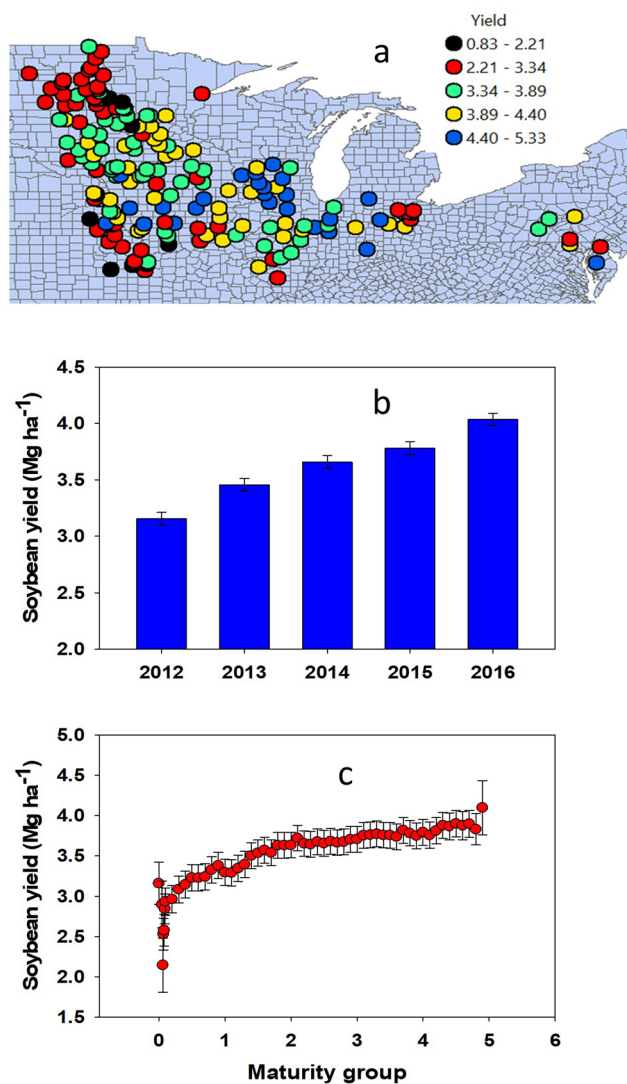 Yield
a
0.83 - 2.21
2.21 - 3.34
3.34 - 3.89
3.89 - 4.40
4.40 - 5.33
b
Soybean yield (Mg ha⁻¹)
4.5
4.0
3.5
3.0
2.5
2.0
2012 2013 2014 2015 2016
c
Soybean yield (Mg ha⁻¹)
5.0
4.5
4.0
3.5
3.0
2.5
2.0
1.5
0 1 2 3 4 5 6
Maturity group